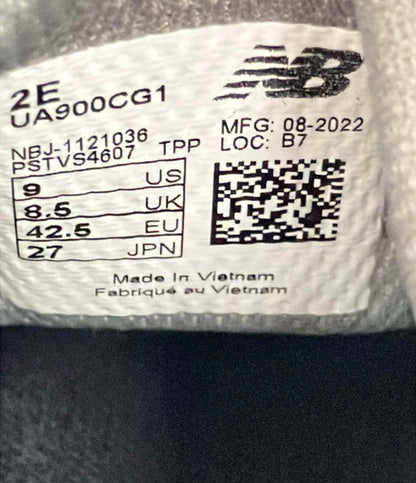 2E
UA900CG1
NB
NBJ-1121036
PSTVS4607 TPP
MFG: 08-2022
LOC: B7
9 US
8.5 UK
42.5 EU
27 JPN
Made In Vietnam
Fabriqué au Vietnam